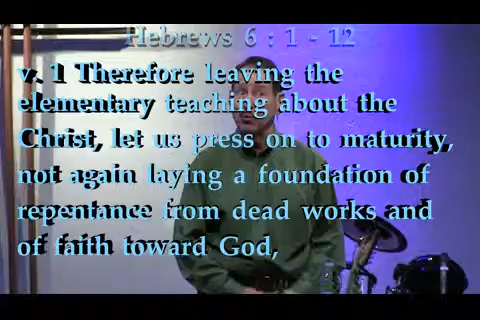 Hebrews 6 : 1 - 12
v. 1 Therefore leaving the
elementary teaching about the
Christ, let us press on to maturity,
not again laying a foundation of
repentance from dead works and
of faith toward God,